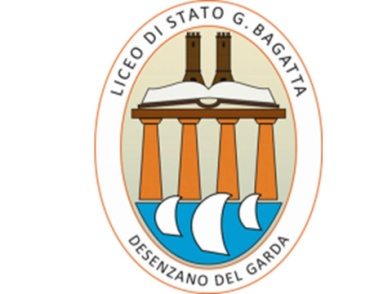 LICEO DI STATO G. BAGATTA
DESENZANO DEL GARDA